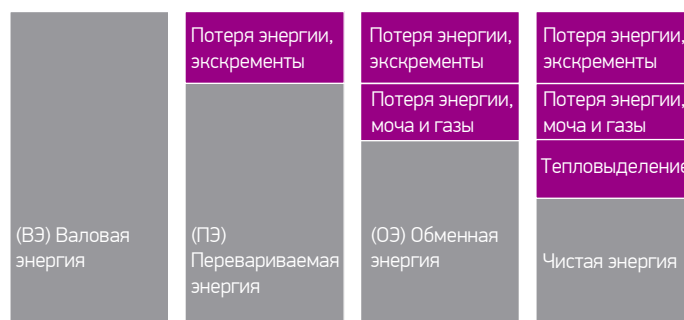 (ВЭ) Валовая
энергия
Потеря энергии,
экскременты
(ПЭ)
Перевариваемая
энергия
Потеря энергии,
экскременты
Потеря энергии,
моча и газы
(ОЭ) Обменная
энергия
Потеря энергии,
экскременты
Потеря энергии,
моча и газы
Тепловыделение
Чистая энергия